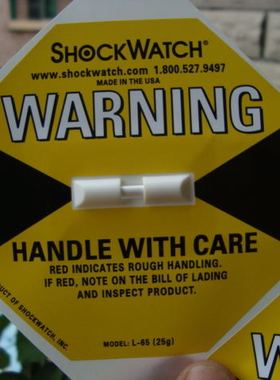 SHOCKWATCH®
www.shockwatch.com 1.800.527.9497
MADE IN THE USA
WARNING
HANDLE WITH CARE
RED INDICATES ROUGH HANDLING.
IF RED, NOTE ON THE BILL OF LADING
AND INSPECT PRODUCT.
PRODUCT OF SHOCKWATCH, INC.
MODEL: L-65 (25g)
W